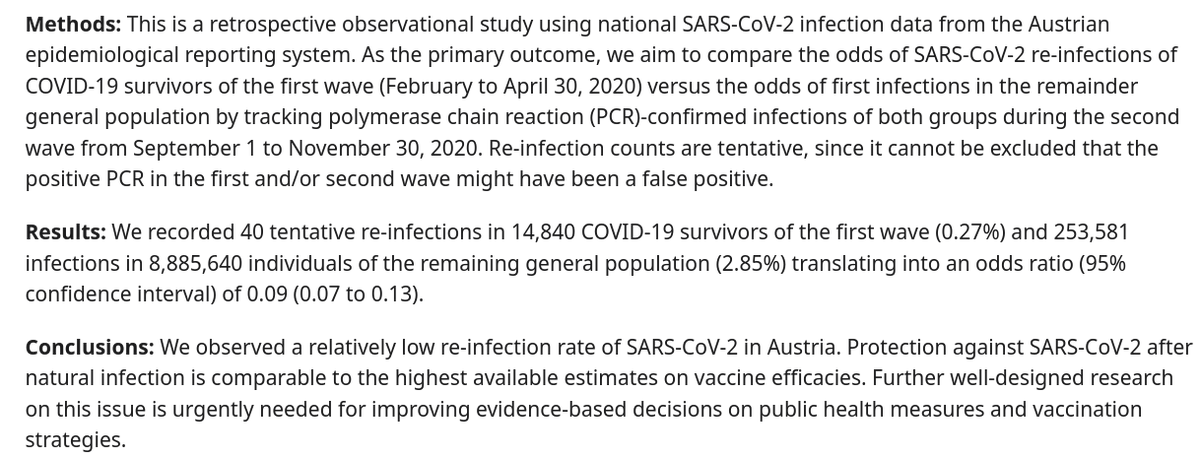 Methods: This is a retrospective observational study using national SARS-CoV-2 infection data from the Austrian
epidemiological reporting system. As the primary outcome, we aim to compare the odds of SARS-CoV-2 re-infections of
COVID-19 survivors of the first wave (February to April 30, 2020) versus the odds of first infections in the remainder
general population by tracking polymerase chain reaction (PCR)-confirmed infections of both groups during the second
wave from September 1 to November 30, 2020. Re-infection counts are tentative, since it cannot be excluded that the
positive PCR in the first and/or second wave might have been a false positive.
Results: We recorded 40 tentative re-infections in 14,840 COVID-19 survivors of the first wave (0.27%) and 253,581
infections in 8,885,640 individuals of the remaining general population (2.85%) translating into an odds ratio (95%
confidence interval) of 0.09 (0.07 to 0.13).
Conclusions: We observed a relatively low re-infection rate of SARS-CoV-2 in Austria. Protection against SARS-CoV-2 after
natural infection is comparable to the highest available estimates on vaccine efficacies. Further well-designed research
on this issue is urgently needed for improving evidence-based decisions on public health measures and vaccination
strategies.